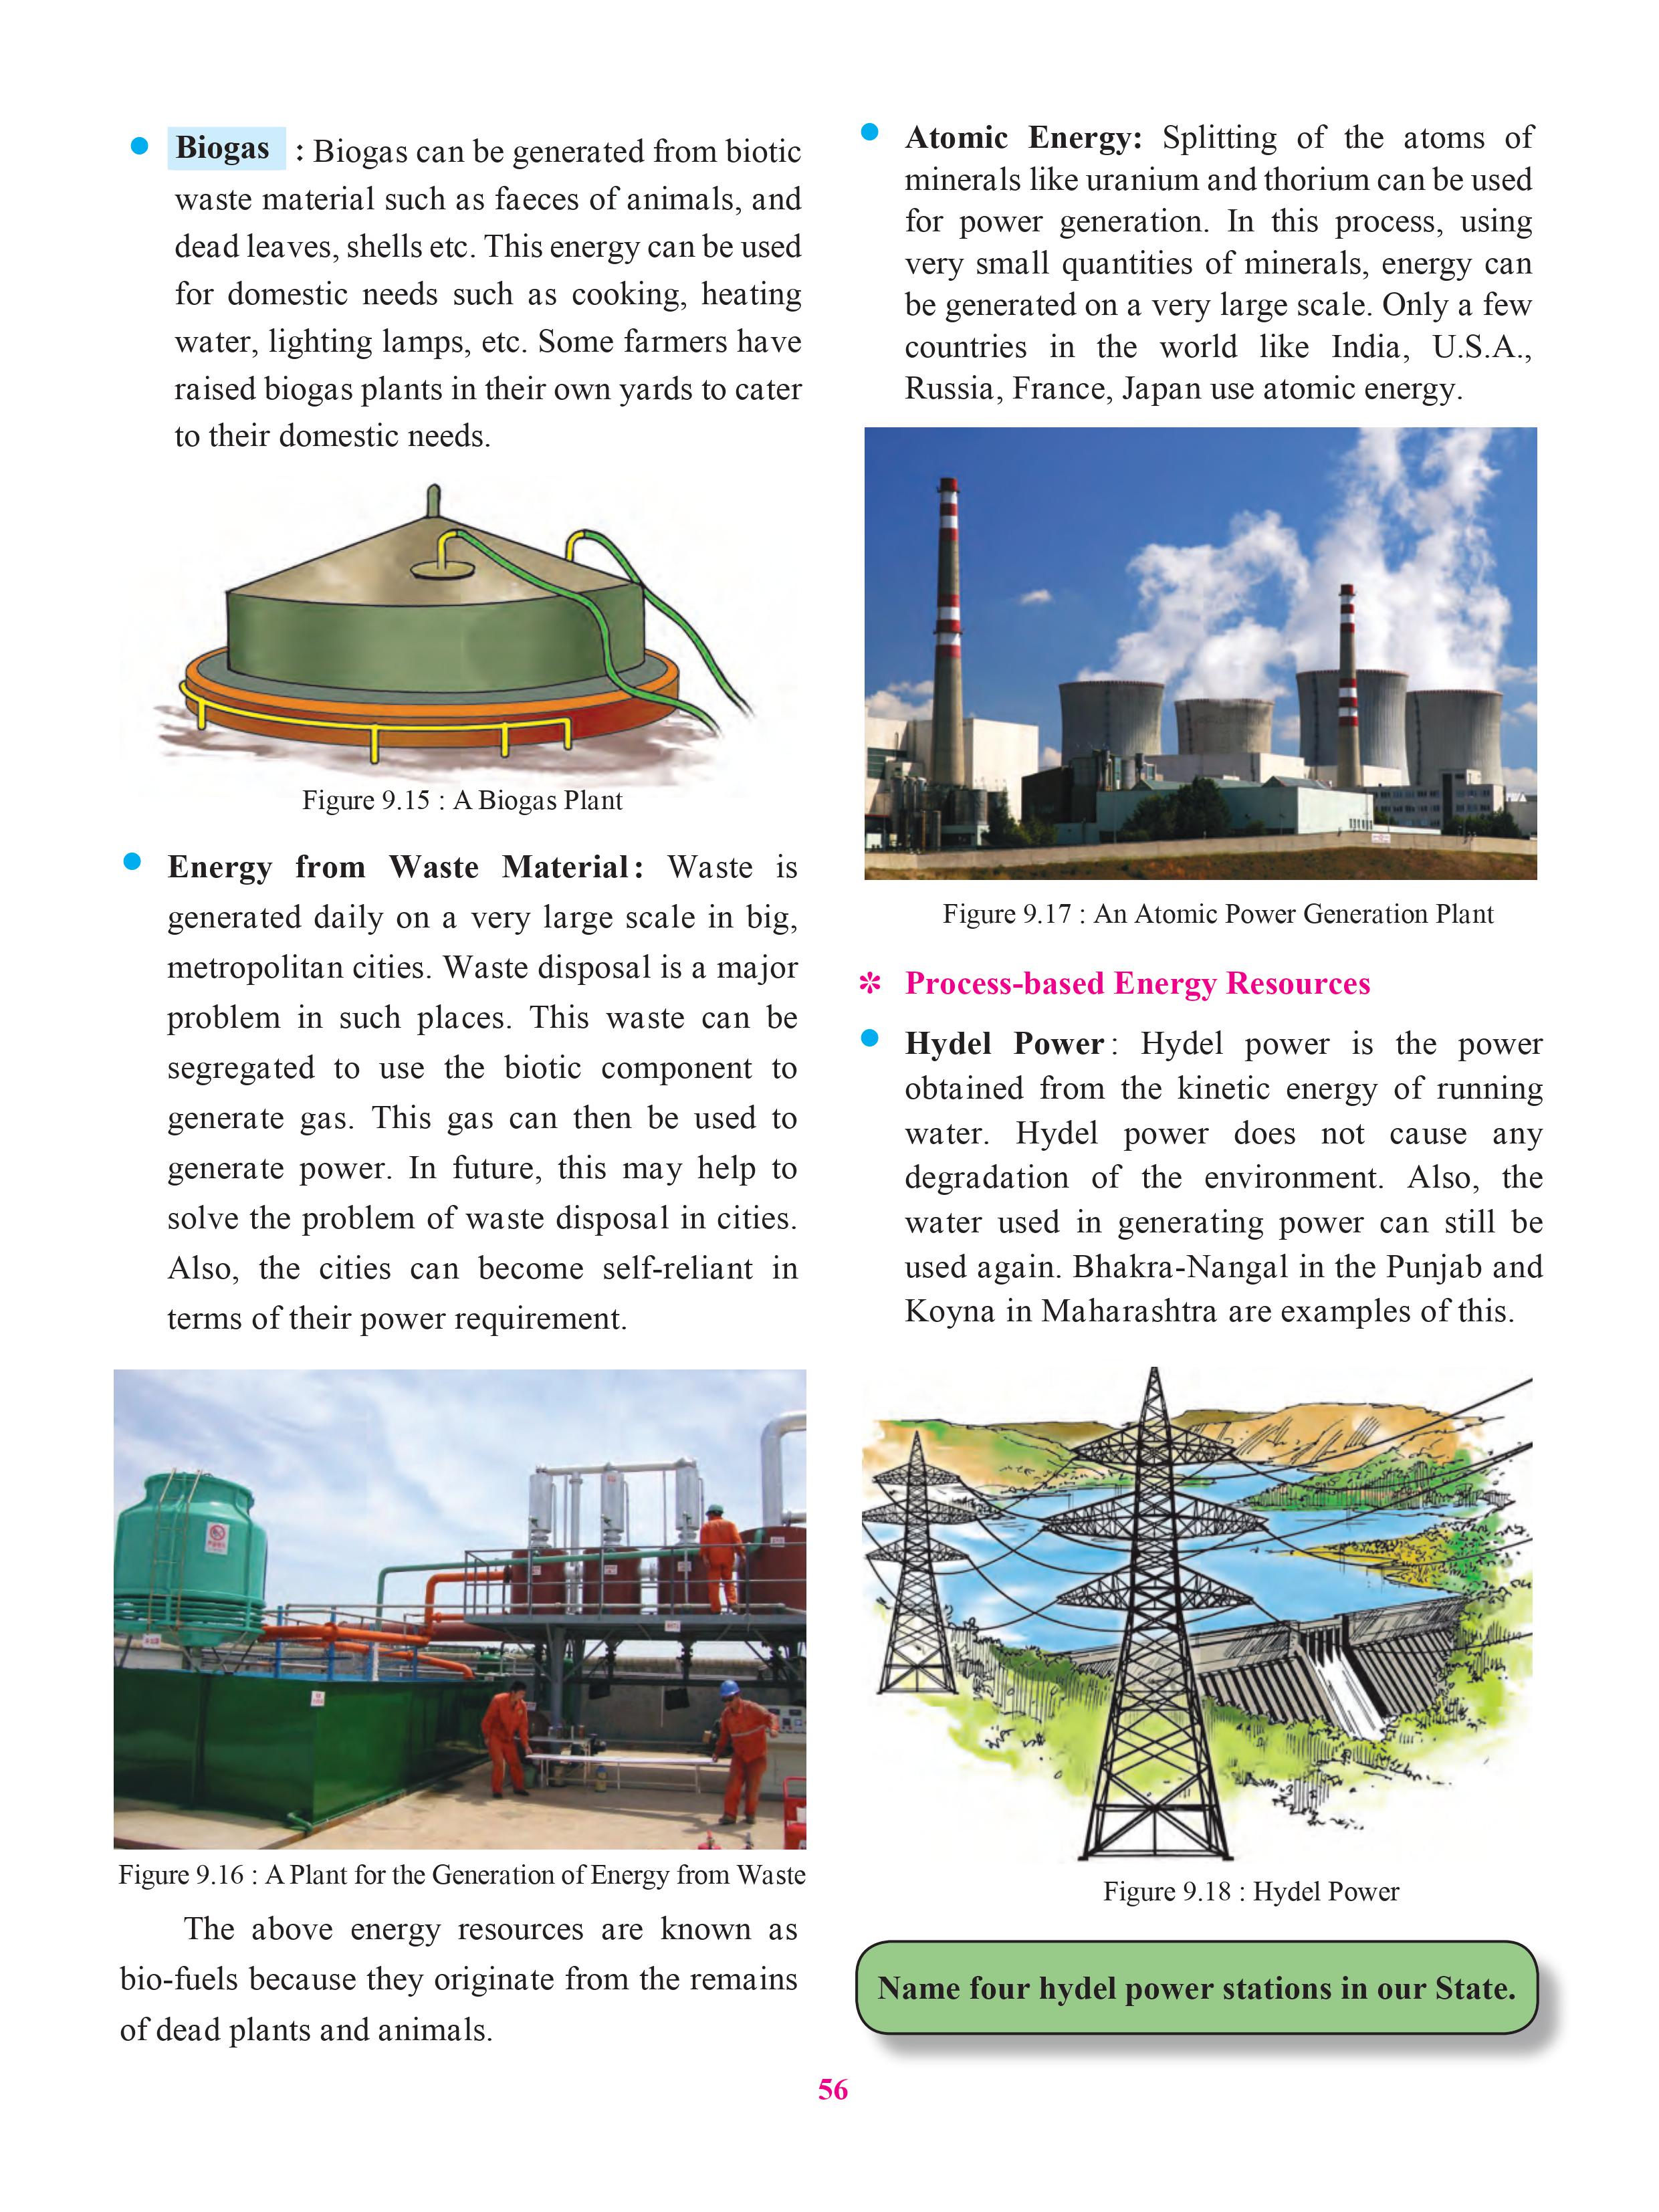 Biogas : Biogas can be generated from biotic
waste material such as faeces of animals, and
dead leaves, shells etc. This energy can be used
for domestic needs such as cooking, heating
water, lighting lamps, etc. Some farmers have
raised biogas plants in their own yards to cater
to their domestic needs.
Figure 9.15 : A Biogas Plant
Energy from Waste Material: Waste is
generated daily on a very large scale in big,
metropolitan cities. Waste disposal is a major
problem in such places. This waste can be
segregated to use the biotic component to
generate gas. This gas can then be used to
generate power. In future, this may help to
solve the problem of waste disposal in cities.
Also, the cities can become self-reliant in
terms of their power requirement.
Figure 9.16 : A Plant for the Generation of Energy from Waste
The above energy resources are known as
bio-fuels because they originate from the remains
of dead plants and animals.
Atomic Energy: Splitting of the atoms of
minerals like uranium and thorium can be used
for power generation. In this process, using
very small quantities of minerals, energy can
be generated on a very large scale. Only a few
countries in the world like India, U.S.A.,
Russia, France, Japan use atomic energy.
Figure 9.17 : An Atomic Power Generation Plant
* Process-based Energy Resources
Hydel Power : Hydel power is the power
obtained from the kinetic energy of running
water. Hydel power does not cause any
degradation of the environment. Also, the
water used in generating power can still be
used again. Bhakra-Nangal in the Punjab and
Koyna in Maharashtra are examples of this.
Figure 9.18 : Hydel Power
Name four hydel power stations in our State.
56